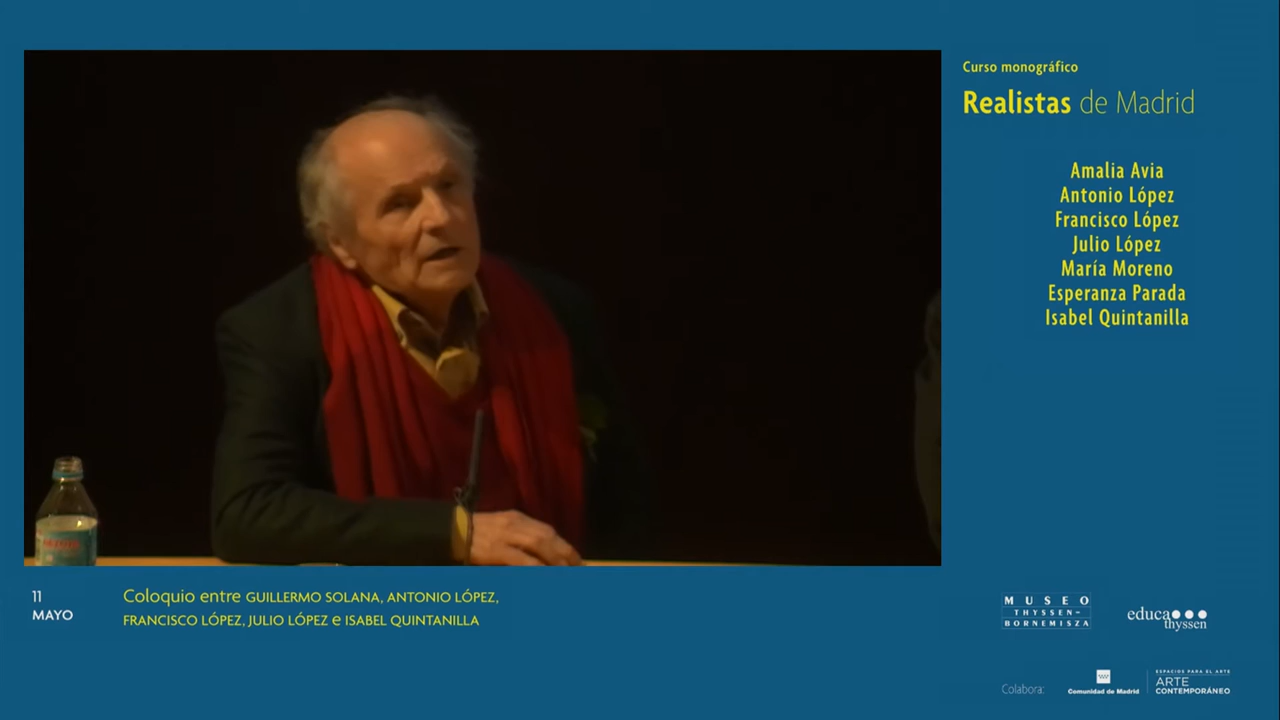 Curso monográfico
Realistas de Madrid
Amalia Avia
Antonio López
Francisco López
Julio López
María Moreno
Esperanza Parada
Isabel Quintanilla
11
MAYO
Coloquio entre GUILLERMO SOLANA, ANTONIO LÓPEZ,
FRANCISCO LÓPEZ, JULIO LÓPEZ e ISABEL QUINTANILLA
MUSEO
THYSSEN-
BORNEMISZA
educa
thyssen
Colabora:
Comunidad de Madrid
ESPACIOS PARA EL ARTE
ARTE
CONTEMPORÁNEO